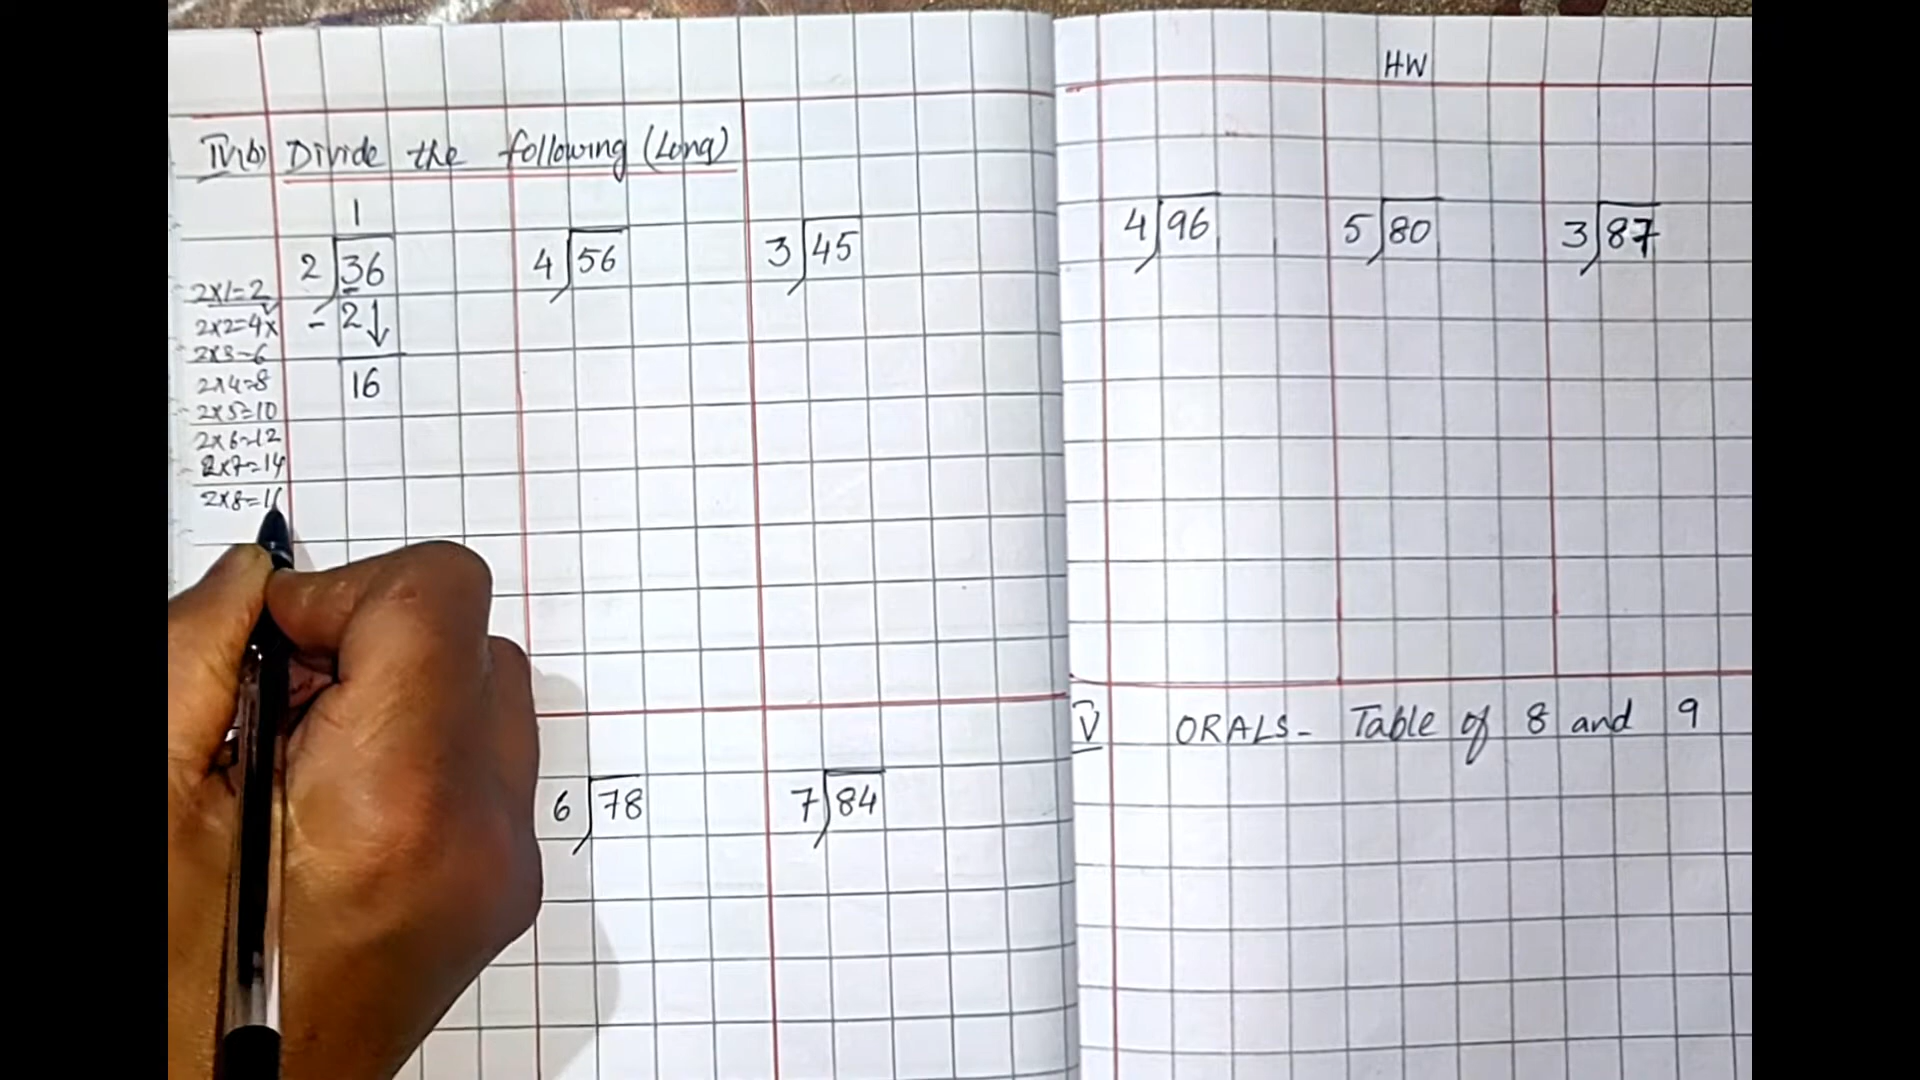 IV(b) Divide the following (Long)
1
2)36
- 2↓
16
2x1=2 ✓
2x2=4x
2x3=6
2x4=8
2x5=10
2x6=12
2x7=14
2x8=1
4)56
3)45
6)78
7)84
HW
4)96
5)80
3)87
V ORALS- Table of 8 and 9